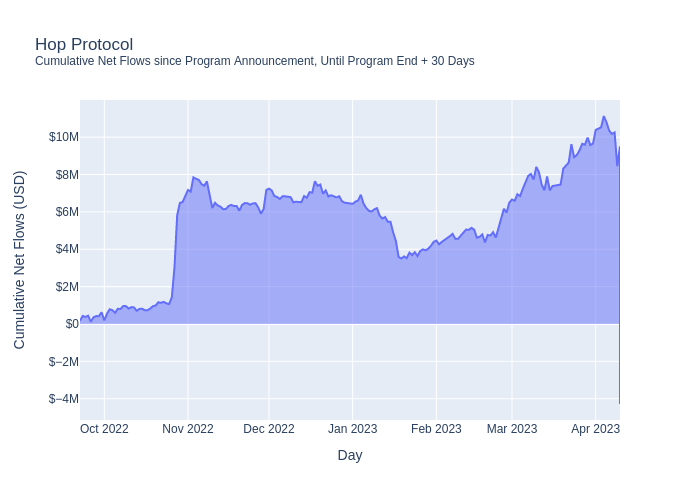 Hop Protocol
Cumulative Net Flows since Program Announcement, Until Program End + 30 Days
$10M
$8M
$6M
$4M
$2M
$0
$−2M
$−4M
Cumulative Net Flows (USD)
Oct 2022 Nov 2022 Dec 2022 Jan 2023 Feb 2023 Mar 2023 Apr 2023
Day